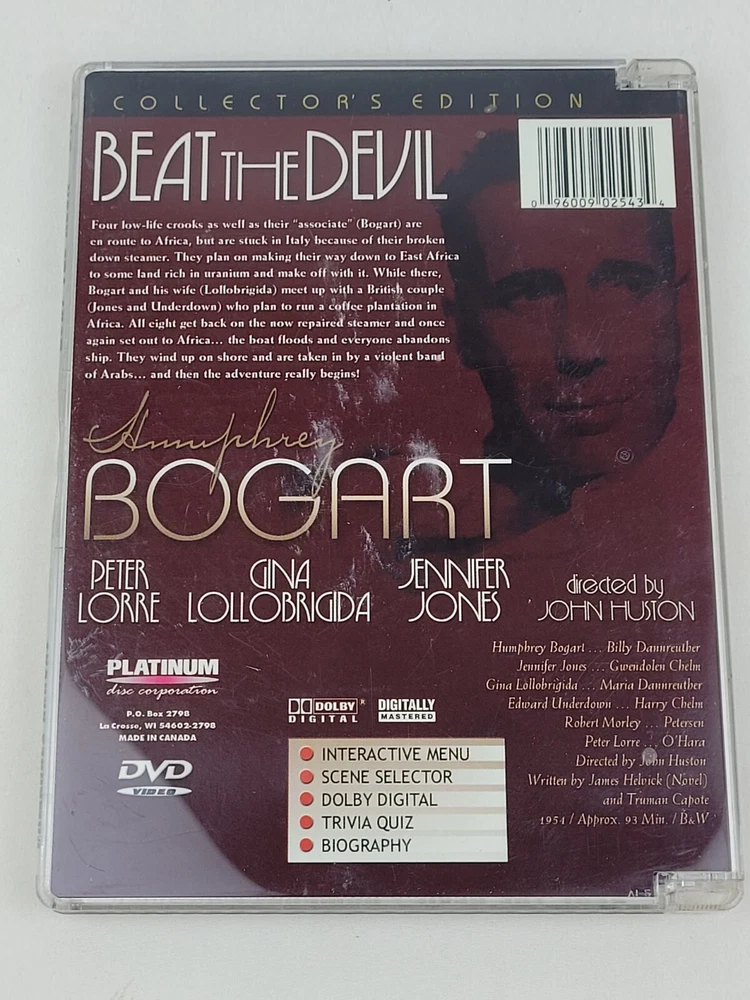 COLLECTOR'S EDITION
BEAT THE DEVIL
0 96009 02543 4
Four low-life crooks as well as their "associate" (Bogart) are
en route to Africa, but are stuck in Italy because of their broken
down steamer. They plan on making their way down to East Africa
to some land rich in uranium and make off with it. While there,
Bogart and his wife (Lollobrigida) meet up with a British couple
(Jones and Underdown) who plan to run a coffee plantation in
Africa. All eight get back on the now repaired steamer and once
again set out to Africa... the boat floods and everyone abandons
ship. They wind up on shore and are taken in by a violent band
of Arabs... and then the adventure really begins!
Humphrey
BOGART
PETER
LORRE
GINA
LOLLOBRIGIDA
JENNIFER
JONES
directed by
JOHN HUSTON
Humphrey Bogart ... Billy Dannreuther
Jennifer Jones ... Gwendolen Chelm
Gina Lollobrigida ... Maria Dannreuther
Edward Underdown ... Harry Chelm
Robert Morley ... Petersen
Peter Lorre ... O'Hara
Directed by John Huston
Written by James Helvick (Novel)
and Truman Capote
1954 / Approx. 93 Min. / B&W
PLATINUM
disc corporation
P.O. Box 2798
La Crosse, WI 54602-2798
MADE IN CANADA
DVD
VIDEO
DOLBY
DIGITAL
DIGITALLY
MASTERED
INTERACTIVE MENU
SCENE SELECTOR
DOLBY DIGITAL
TRIVIA QUIZ
BIOGRAPHY